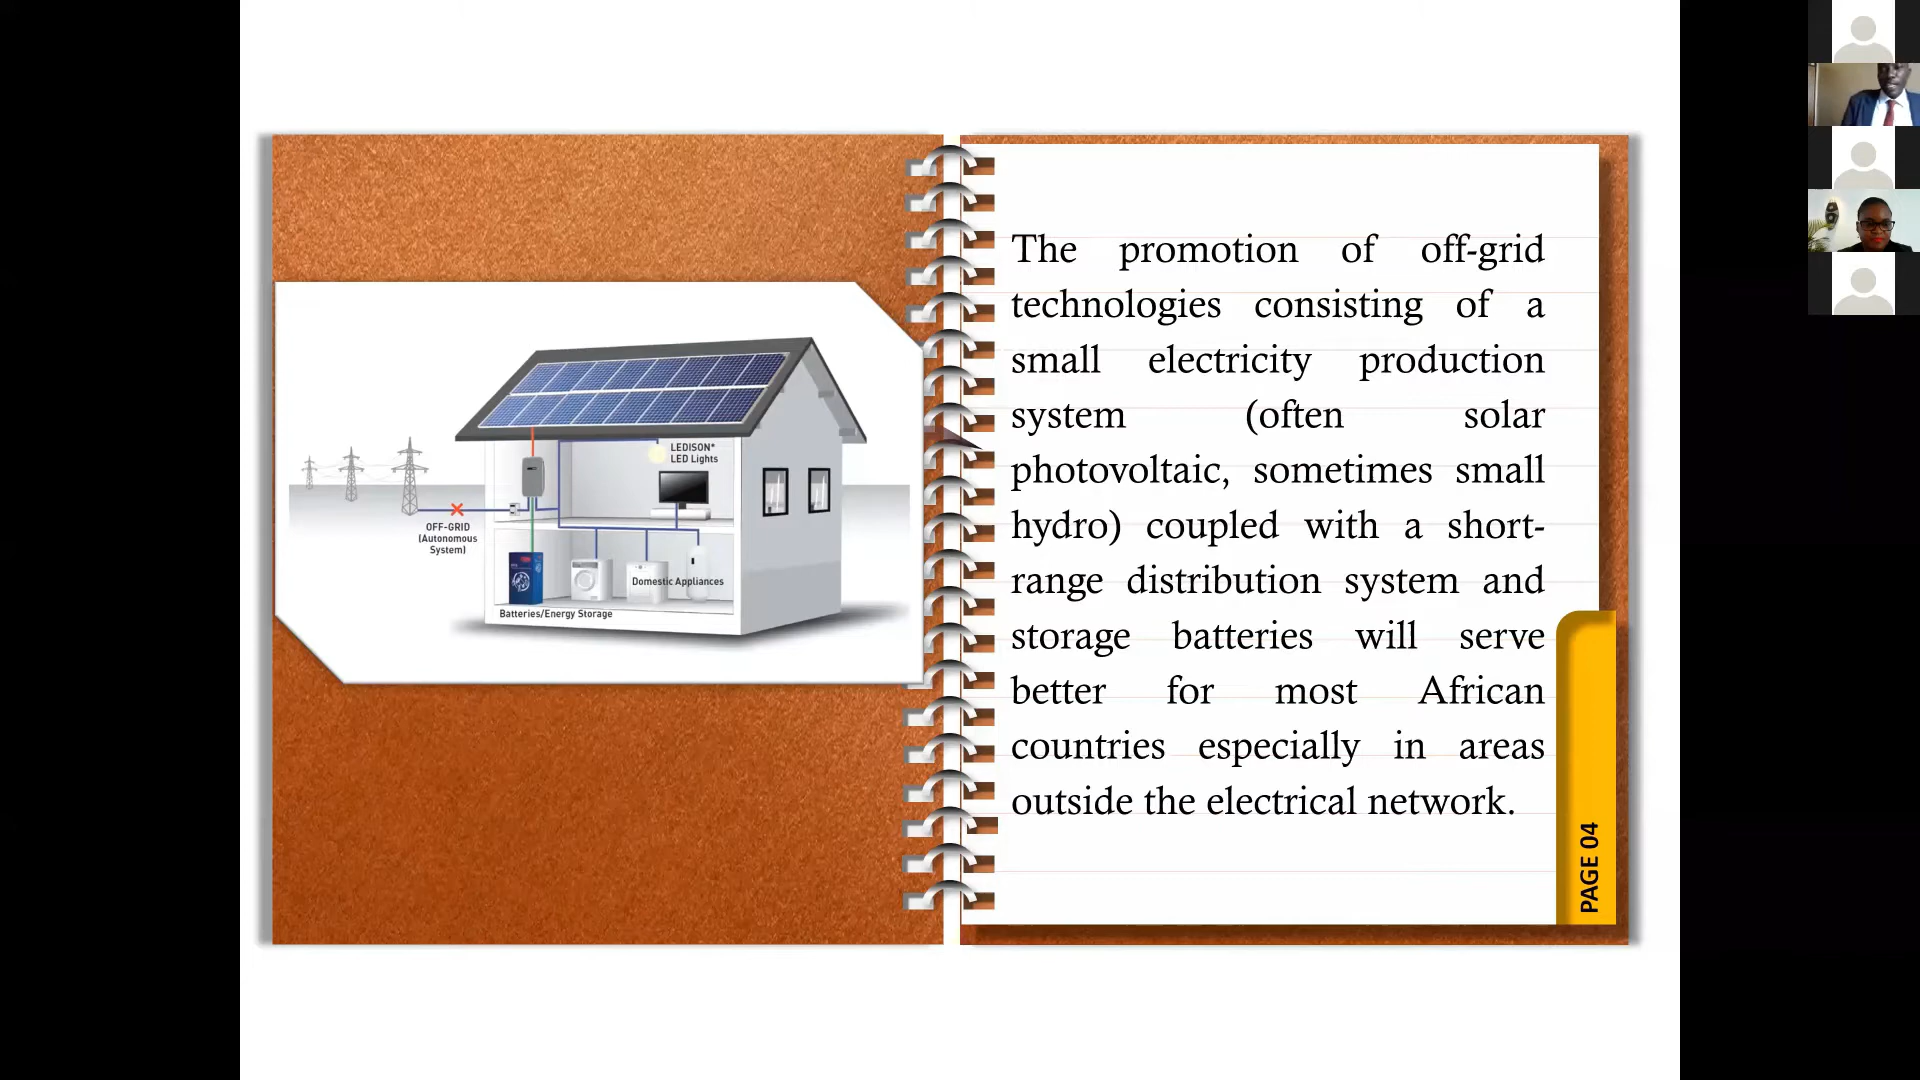 LEDISON*
LED Lights
OFF-GRID
(Autonomous
System)
Domestic Appliances
Batteries/Energy Storage
The promotion of off-grid
technologies consisting of a
small electricity production
system (often solar
photovoltaic, sometimes small
hydro) coupled with a short-
range distribution system and
storage batteries will serve
better for most African
countries especially in areas
outside the electrical network.
PAGE 04